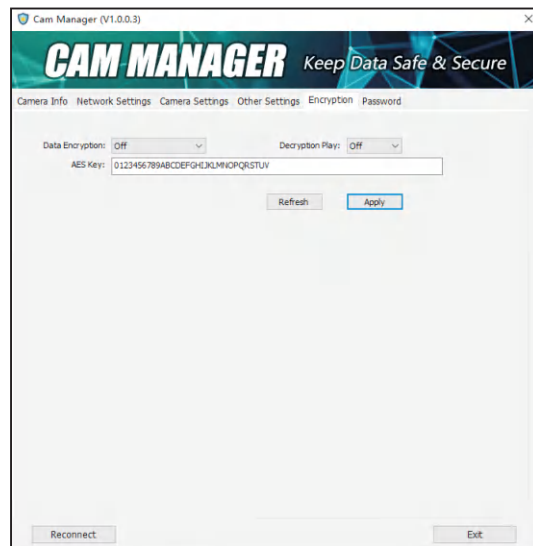 Cam Manager (V1.0.0.3)
CAM MANAGER Keep Data Safe & Secure
Camera Info Network Settings Camera Settings Other Settings Encryption Password
Data Encryption: Off Decryption Play: Off
AES Key: 0123456789ABCDEFGHIJKLMNOPQRSTUV
Refresh Apply
Reconnect Exit